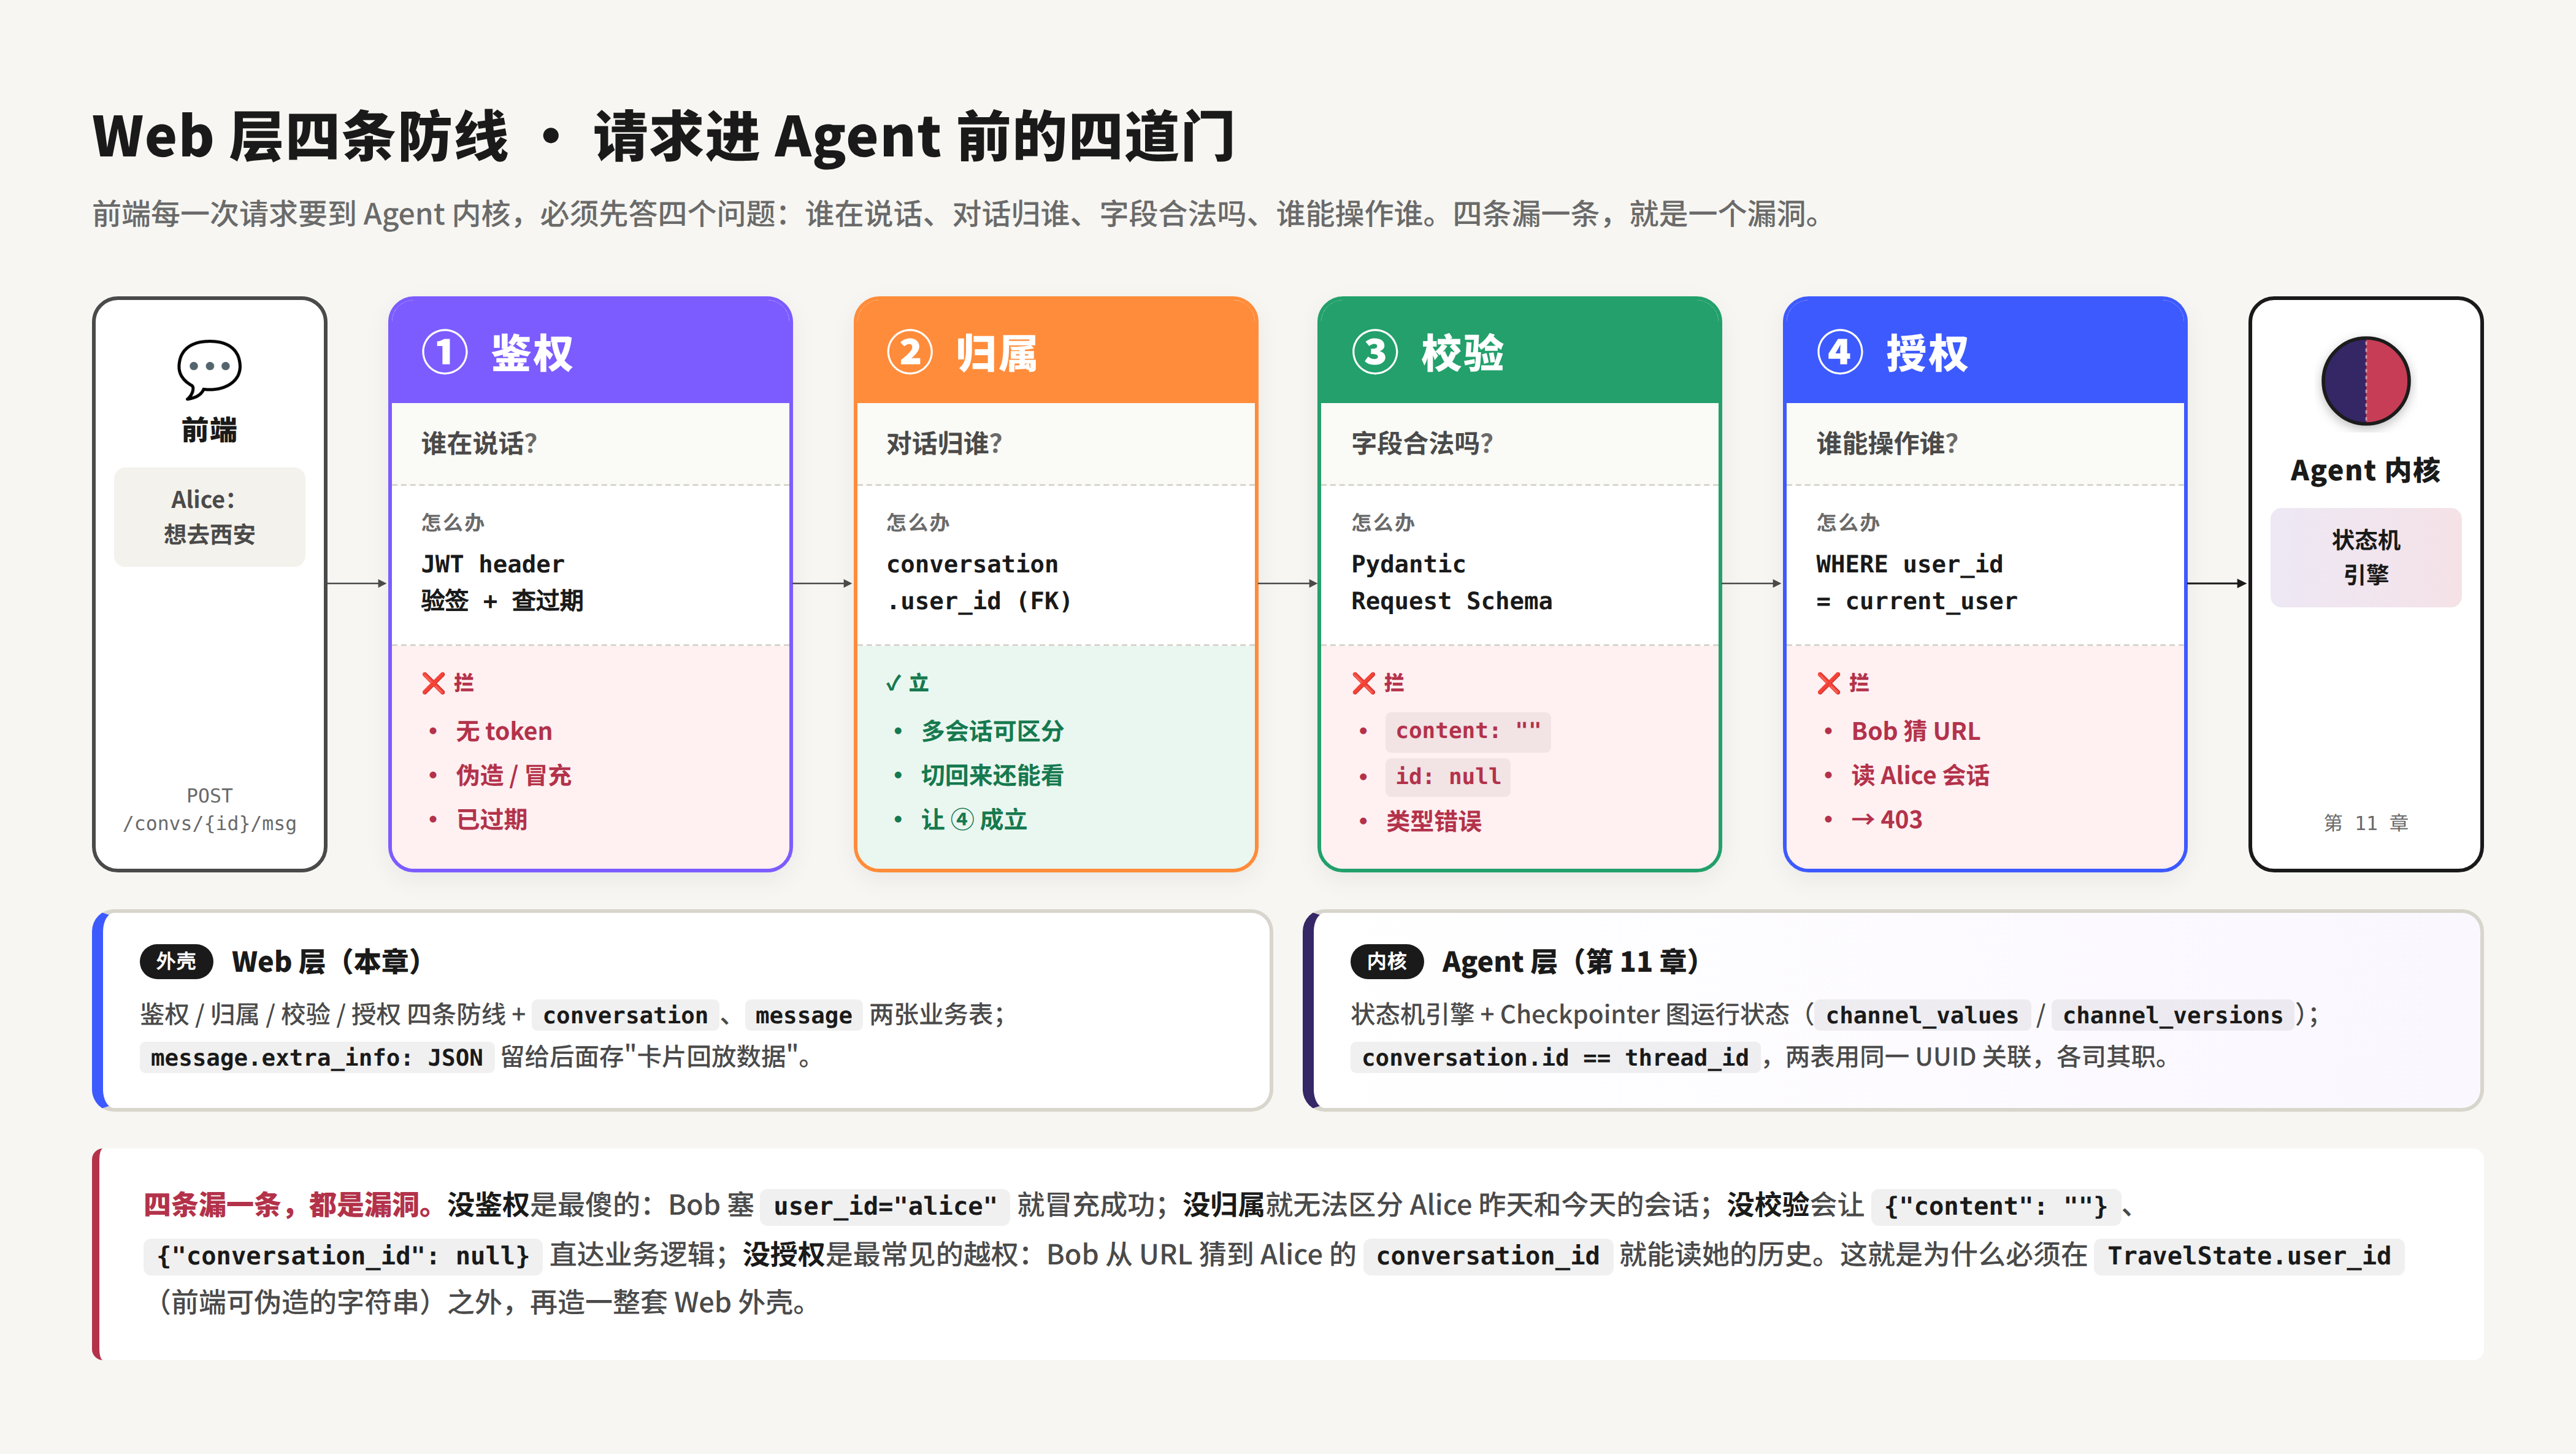 Web 层四条防线 · 请求进 Agent 前的四道门
前端每一次请求要到 Agent 内核，必须先答四个问题：谁在说话、对话归谁、字段合法吗、谁能操作谁。四条漏一条，就是一个漏洞。
前端
Alice：
想去西安
POST
/convs/{id}/msg
① 鉴权
谁在说话？
怎么办
JWT header
验签 + 查过期
❌ 拦
• 无 token
• 伪造 / 冒充
• 已过期
② 归属
对话归谁？
怎么办
conversation
.user_id (FK)
✓ 立
• 多会话可区分
• 切回来还能看
• 让 ④ 成立
③ 校验
字段合法吗？
怎么办
Pydantic
Request Schema
❌ 拦
• content: ""
• id: null
• 类型错误
④ 授权
谁能操作谁？
怎么办
WHERE user_id
= current_user
❌ 拦
• Bob 猜 URL
• 读 Alice 会话
• → 403
Agent 内核
状态机
引擎
第 11 章
外壳 Web 层（本章）
鉴权 / 归属 / 校验 / 授权 四条防线 + conversation、message 两张业务表；
message.extra_info: JSON 留给后面存"卡片回放数据"。
内核 Agent 层（第 11 章）
状态机引擎 + Checkpointer 图运行状态（channel_values / channel_versions）；
conversation.id == thread_id，两表用同一 UUID 关联，各司其职。
四条漏一条，都是漏洞。没鉴权是最傻的：Bob 塞 user_id="alice" 就冒充成功；没归属就无法区分 Alice 昨天和今天的会话；没校验会让 {"content": ""}、
{"conversation_id": null} 直达业务逻辑；没授权是最常见的越权：Bob 从 URL 猜到 Alice 的 conversation_id 就能读她的历史。这就是为什么必须在 TravelState.user_id
（前端可伪造的字符串）之外，再造一整套 Web 外壳。